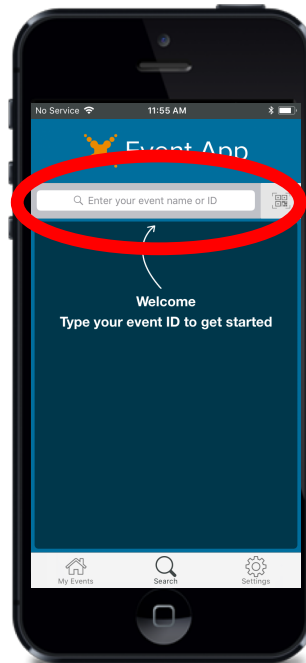 No Service 11:55 AM
Event App
Enter your event name or ID
Welcome
Type your event ID to get started
My Events Search Settings